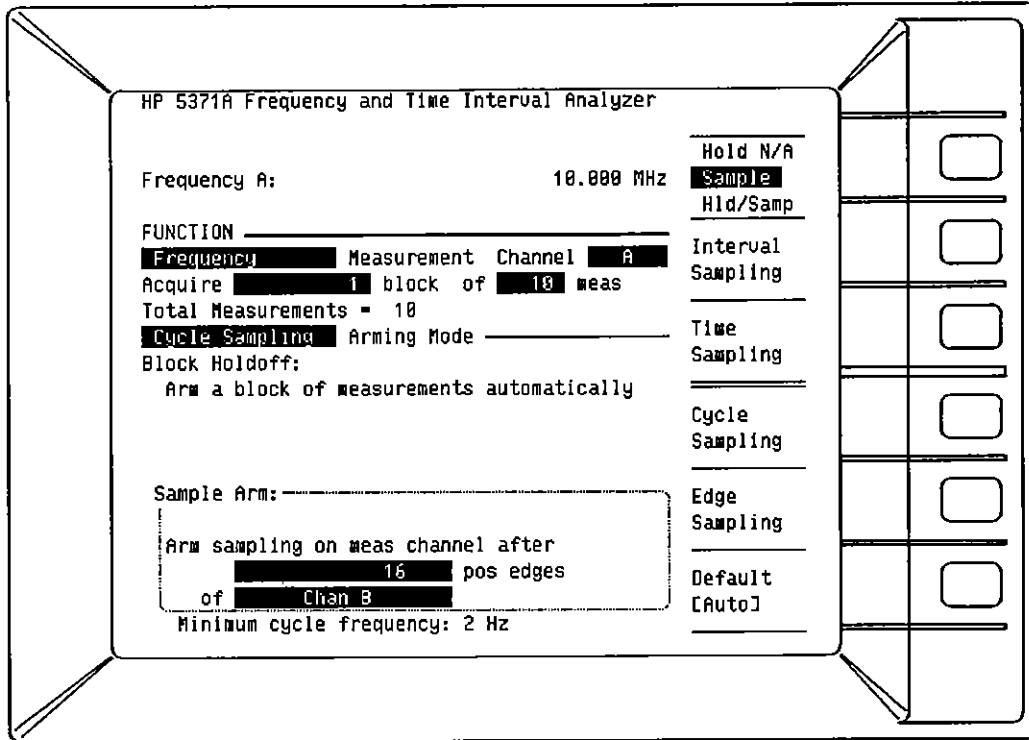 HP 5371A Frequency and Time Interval Analyzer
Frequency A: 10.000 MHz
FUNCTION
Frequency Measurement Channel A
Acquire 1 block of 10 meas
Total Measurements = 10
Cycle Sampling Arming Mode
Block Holdoff:
Arm a block of measurements automatically
Sample Arm:
Arm sampling on meas channel after
16 pos edges
of Chan B
Minimum cycle frequency: 2 Hz
Hold N/A
Sample
Hld/Samp
Interval
Sampling
Time
Sampling
Cycle
Sampling
Edge
Sampling
Default
[Auto]